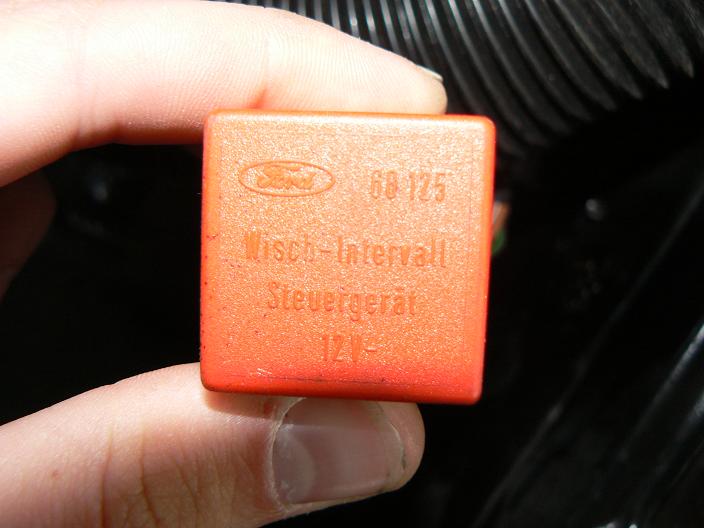 Ford 68 125
Wisch-Intervall
Steuergerät
12V-